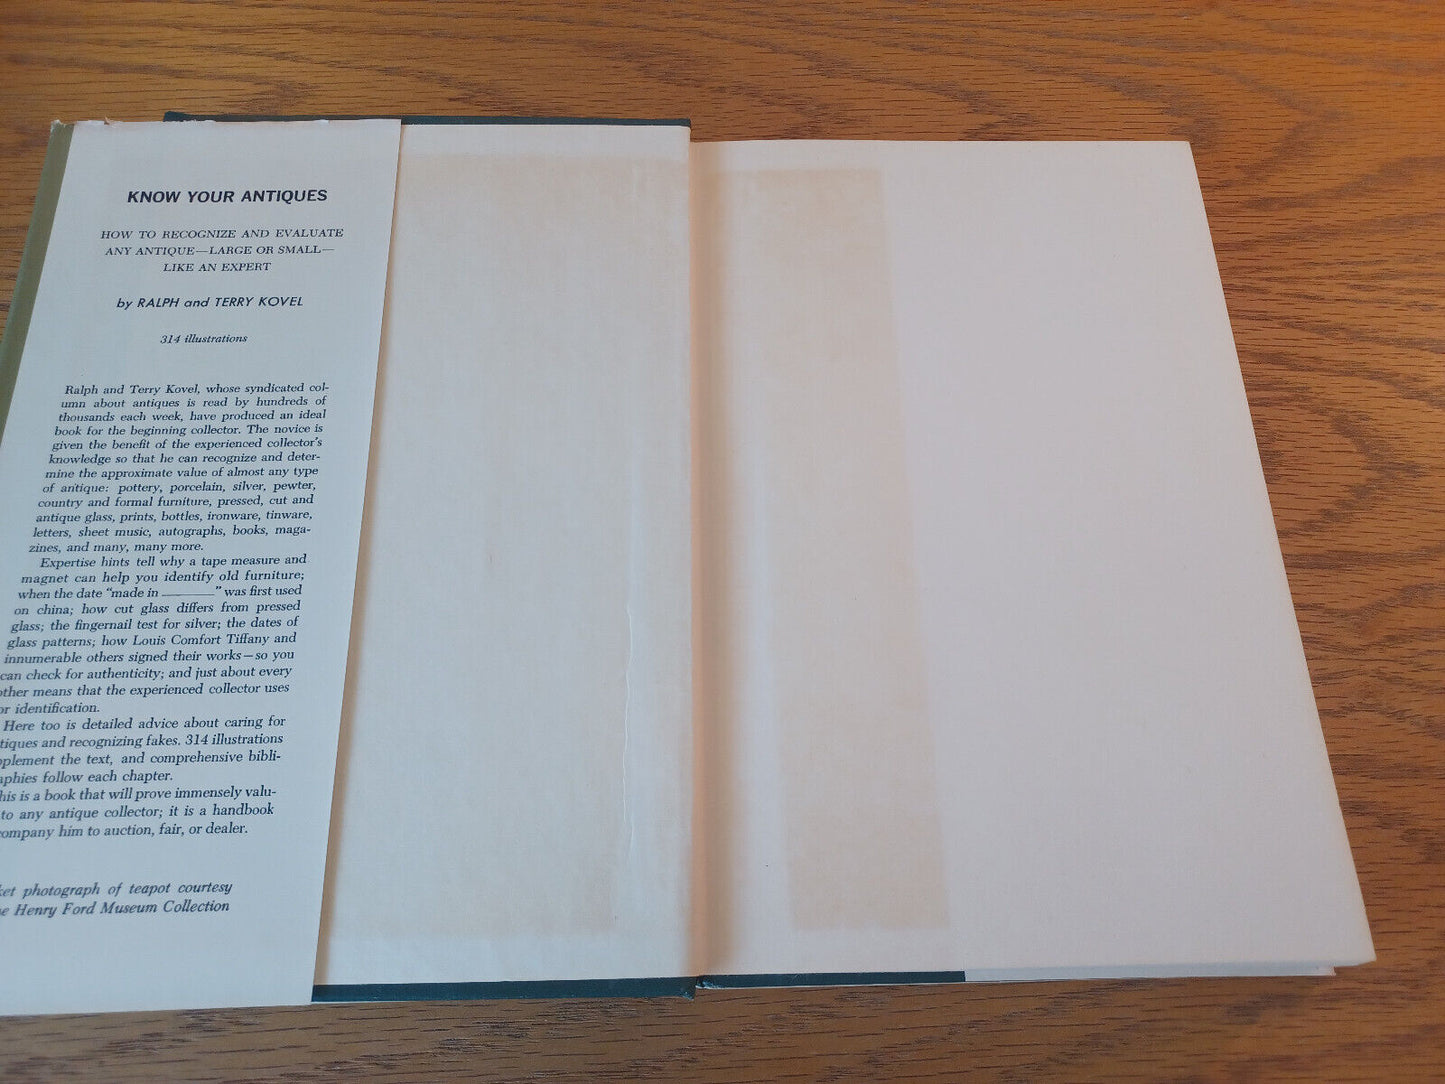 KNOW YOUR ANTIQUES
HOW TO RECOGNIZE AND EVALUATE
ANY ANTIQUE—LARGE OR SMALL—
LIKE AN EXPERT
by RALPH and TERRY KOVEL
314 illustrations
Ralph and Terry Kovel, whose syndicated col-
umn about antiques is read by hundreds of
thousands each week, have produced an ideal
book for the beginning collector. The novice is
given the benefit of the experienced collector's
knowledge so that he can recognize and deter-
mine the approximate value of almost any type
of antique: pottery, porcelain, silver, pewter,
country and formal furniture, pressed, cut and
antique glass, prints, bottles, ironware, tinware,
letters, sheet music, autographs, books, maga-
zines, and many, many more.
Expertise hints tell why a tape measure and
magnet can help you identify old furniture;
when the date "made in ________" was first used
on china; how cut glass differs from pressed
glass; the fingernail test for silver; the dates of
glass patterns; how Louis Comfort Tiffany and
innumerable others signed their works—so you
can check for authenticity; and just about every
other means that the experienced collector uses
or identification.
Here too is detailed advice about caring for
tiques and recognizing fakes. 314 illustrations
pplement the text, and comprehensive bibli-
aphies follow each chapter.
his is a book that will prove immensely valu-
to any antique collector; it is a handbook
company him to auction, fair, or dealer.
ket photograph of teapot courtesy
e Henry Ford Museum Collection